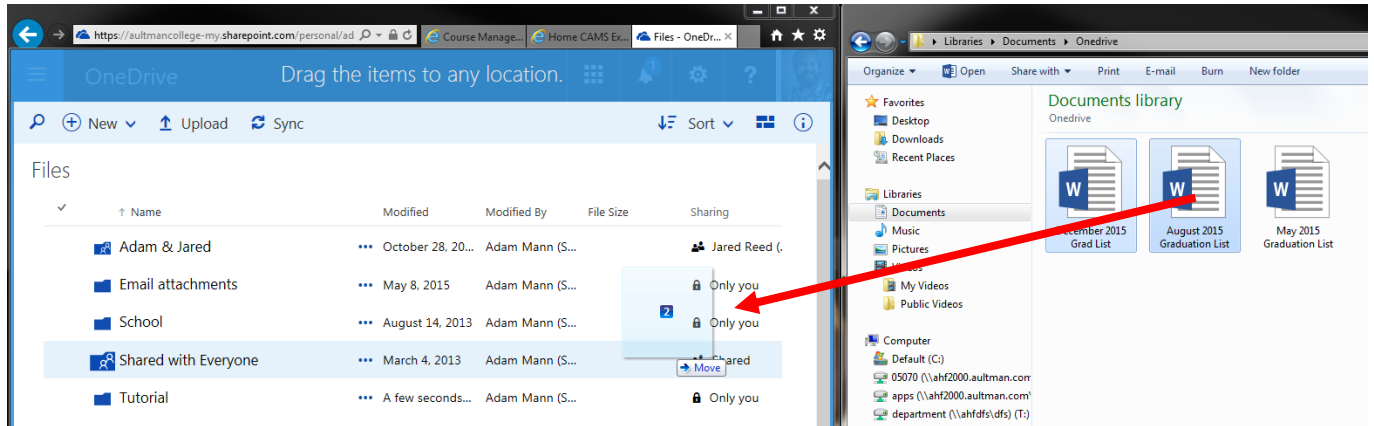 https://aultmancollege-my.sharepoint.com/personal/ad
Course Manage...
Home CAMS Ex...
Files - OneDr...
OneDrive
Drag the items to any location.
1
?
New
Upload
Sync
Sort
Files
Name Modified Modified By File Size Sharing
Adam & Jared ... October 28, 20... Adam Mann (S... Jared Reed (.
Email attachments ... May 8, 2015 Adam Mann (S... Only you
School ... August 14, 2013 Adam Mann (S... Only you
Shared with Everyone ... March 4, 2013 Adam Mann (S... Shared
Tutorial ... A few seconds... Adam Mann (S... Only you
2
Move
Libraries Documents Onedrive
Organize Open Share with Print E-mail Burn New folder
Favorites
Desktop
Downloads
Recent Places
Libraries
Documents
Music
Pictures
Videos
My Videos
Public Videos
Computer
Default (C:)
05070 (\\ahf2000.aultman.com
apps (\\ahf2000.aultman.com\
department (\\ahfdfs\dfs) (T:)
Documents library
Onedrive
W
W
W
December 2015
Grad List
August 2015
Graduation List
May 2015
Graduation List